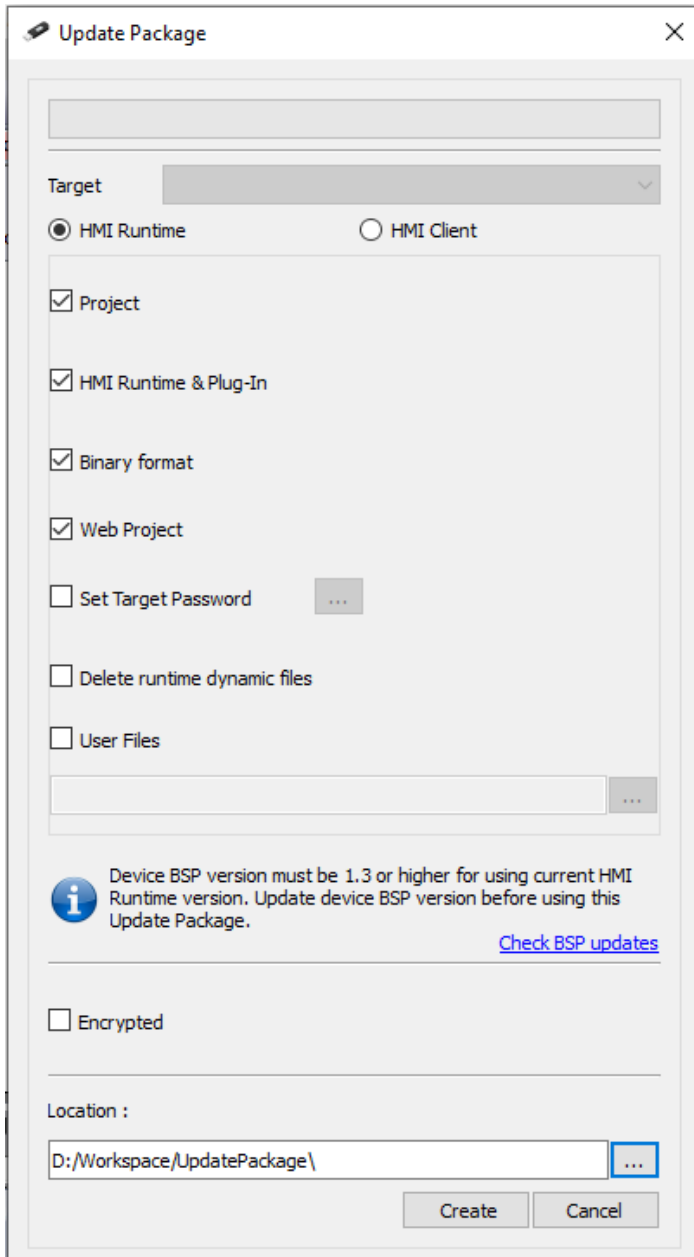 Update Package
Target
HMI Runtime
HMI Client
Project
HMI Runtime & Plug-In
Binary format
Web Project
Set Target Password
...
Delete runtime dynamic files
User Files
...
Device BSP version must be 1.3 or higher for using current HMI
Runtime version. Update device BSP version before using this
Update Package.
Check BSP updates
Encrypted
Location :
D:/Workspace/UpdatePackage\
...
Create
Cancel